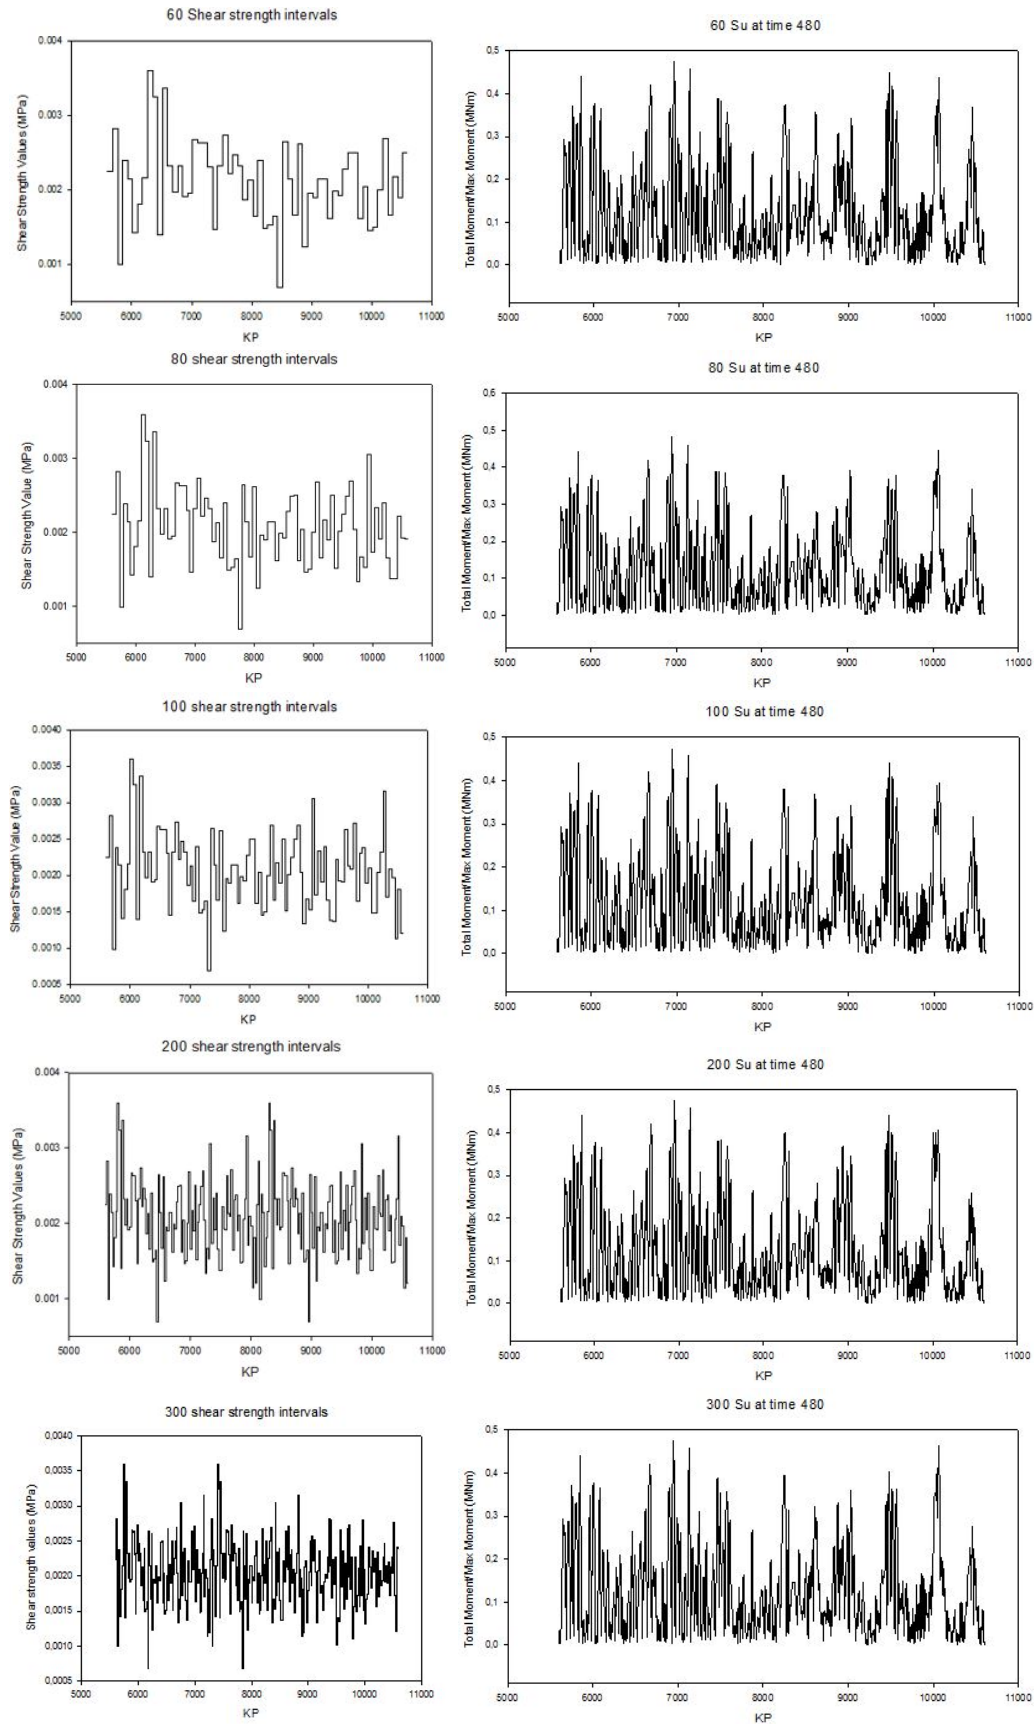 60 Shear strength intervals
0.004
0.003
0.002
0.001
Shear Strength Values (MPa)
5000 6000 7000 8000 9000 10000 11000
KP
60 Su at time 480
0,5
0,4
0,3
0,2
0,1
0,0
Total Moment/Max Moment (MNm)
5000 6000 7000 8000 9000 10000 11000
KP
80 shear strength intervals
0.004
0.003
0.002
0.001
Shear Strength Value (MPa)
5000 6000 7000 8000 9000 10000 11000
KP
80 Su at time 480
0,6
0,5
0,4
0,3
0,2
0,1
0,0
Total Moment/Max Moment (MNm)
5000 6000 7000 8000 9000 10000 11000
KP
100 shear strength intervals
0.0040
0.0035
0.0030
0.0025
0.0020
0.0015
0.0010
0.0005
Shear Strength Value (MPa)
5000 6000 7000 8000 9000 10000 11000
KP
100 Su at time 480
0,5
0,4
0,3
0,2
0,1
0,0
Total Moment/Max Moment (MNm)
5000 6000 7000 8000 9000 10000 11000
KP
200 shear strength intervals
0.004
0.003
0.002
0.001
Shear Strength Values (MPa)
5000 6000 7000 8000 9000 10000 11000
KP
200 Su at time 480
0,5
0,4
0,3
0,2
0,1
0,0
Total Moment/Max Moment (MNm)
5000 6000 7000 8000 9000 10000 11000
KP
300 shear strength intervals
0,0040
0,0035
0,0030
0,0025
0,0020
0,0015
0,0010
0,0005
Shear strength values (MPa)
5000 6000 7000 8000 9000 10000 11000
KP
300 Su at time 480
0,5
0,4
0,3
0,2
0,1
0,0
Total Moment/Max Moment (MNm)
5000 6000 7000 8000 9000 10000 11000
KP